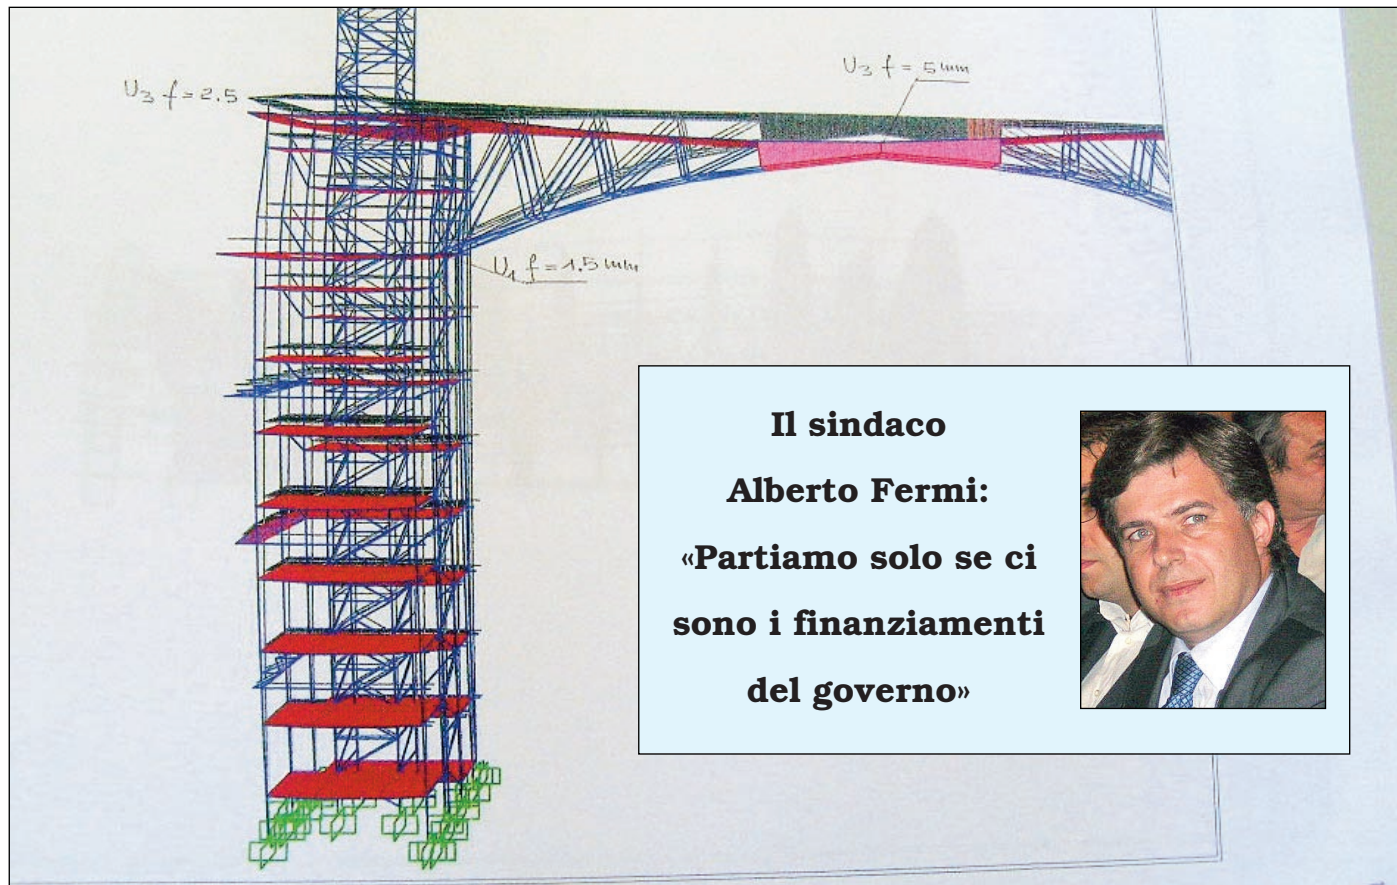 U3 f = 2.5
U3 f = 5 mm
U1 f = 1.5 mm
Il sindaco
Alberto Fermi:
«Partiamo solo se ci
sono i finanziamenti
del governo»